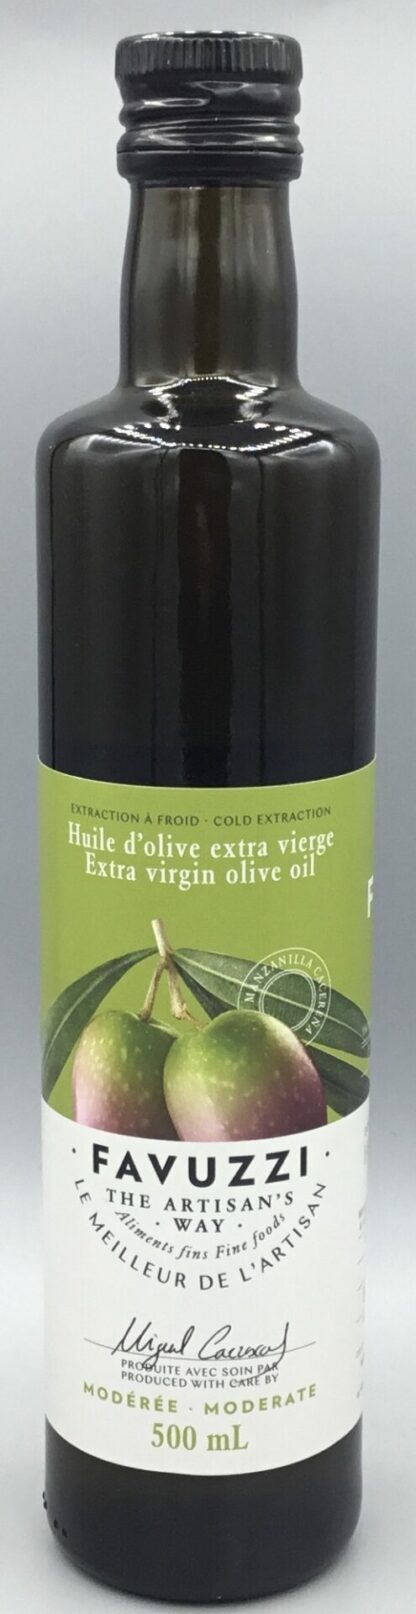 EXTRACTION À FROID · COLD EXTRACTION
Huile d'olive extra vierge
Extra virgin olive oil
MANZANILLA CACEREÑA
F
· FAVUZZI ·
THE ARTISAN'S
· WAY ·
Aliments fins Fine foods
LE MEILLEUR DE L'ARTISAN
PRODUITE AVEC SOIN PAR
PRODUCED WITH CARE BY
MODÉRÉE · MODERATE
500 mL